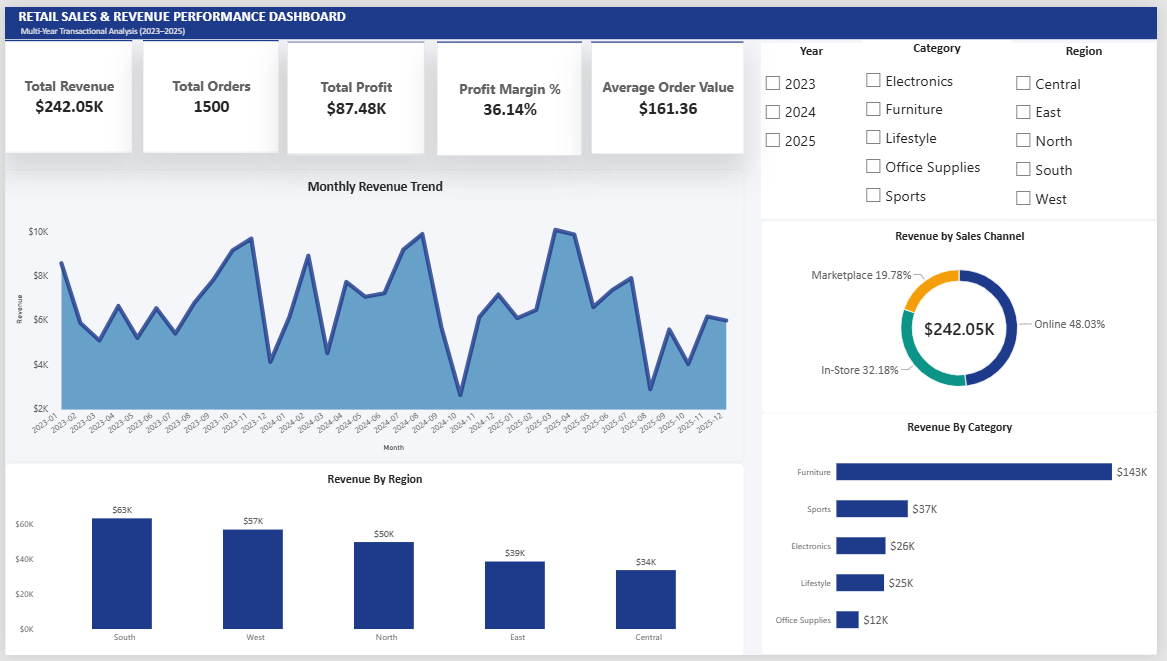 RETAIL SALES & REVENUE PERFORMANCE DASHBOARD
Multi-Year Transactional Analysis (2023–2025)
Total Revenue
$242.05K
Total Orders
1500
Total Profit
$87.48K
Profit Margin %
36.14%
Average Order Value
$161.36
Year
2023
2024
2025
Category
Electronics
Furniture
Lifestyle
Office Supplies
Sports
Region
Central
East
North
South
West
Monthly Revenue Trend
Revenue
$10K
$8K
$6K
$4K
$2K
2023-01
2023-02
2023-03
2023-04
2023-05
2023-06
2023-07
2023-08
2023-09
2023-10
2023-11
2023-12
2024-01
2024-02
2024-03
2024-04
2024-05
2024-06
2024-07
2024-08
2024-09
2024-10
2024-11
2024-12
2025-01
2025-02
2025-03
2025-04
2025-05
2025-06
2025-07
2025-08
2025-09
2025-10
2025-11
2025-12
Month
Revenue by Sales Channel
Marketplace 19.78%
Online 48.03%
In-Store 32.18%
$242.05K
Revenue By Region
$60K
$40K
$20K
$0K
$63K
$57K
$50K
$39K
$34K
South
West
North
East
Central
Revenue By Category
Furniture
$143K
Sports
$37K
Electronics
$26K
Lifestyle
$25K
Office Supplies
$12K